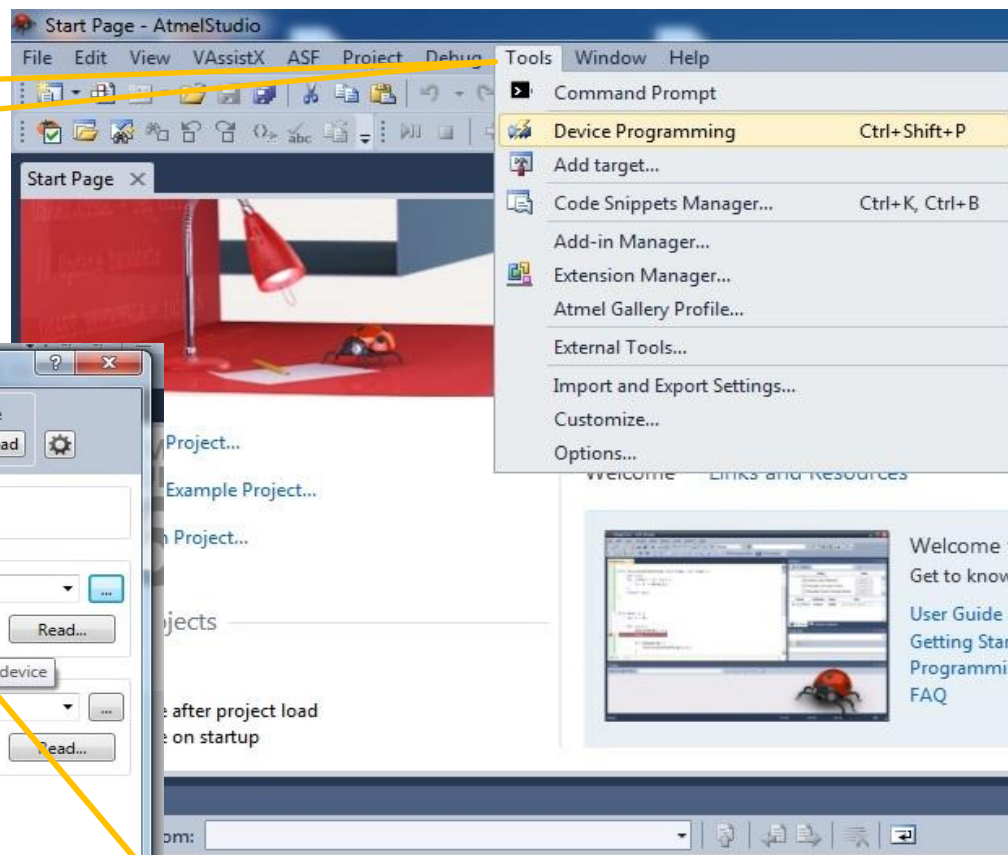 Start Page - AtmelStudio
File Edit View VAssistX ASF Project Debug Tools Window Help
Command Prompt
Device Programming Ctrl+Shift+P
Add target...
Code Snippets Manager... Ctrl+K, Ctrl+B
Add-in Manager...
Extension Manager...
Atmel Gallery Profile...
External Tools...
Import and Export Settings...
Customize...
Options...
abc
Start Page
Project...
Example Project...
Project...
jects
after project load
on startup
Welcome Links and Resources
Welcome
Get to know
User Guide
Getting Star
Programmi
FAQ
ad
...
Read...
device
...
Read...
om: